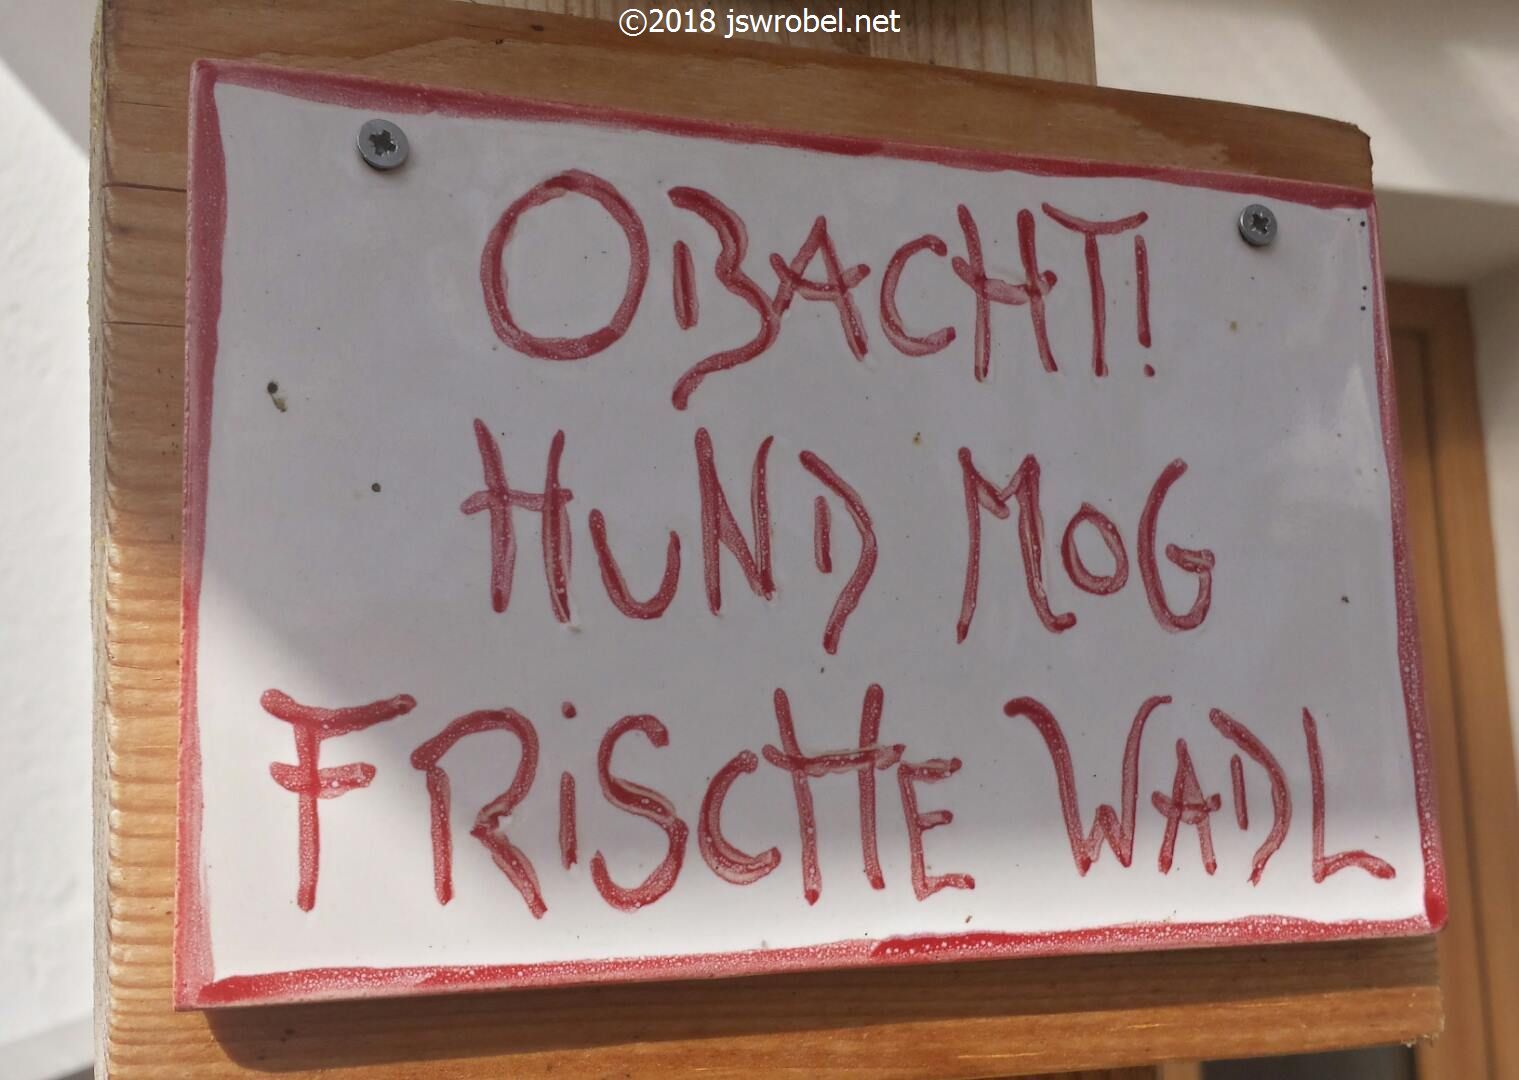 ©2018 jswrobel.net
OBACHT!
HUND MOG
FRiSCHE WADL